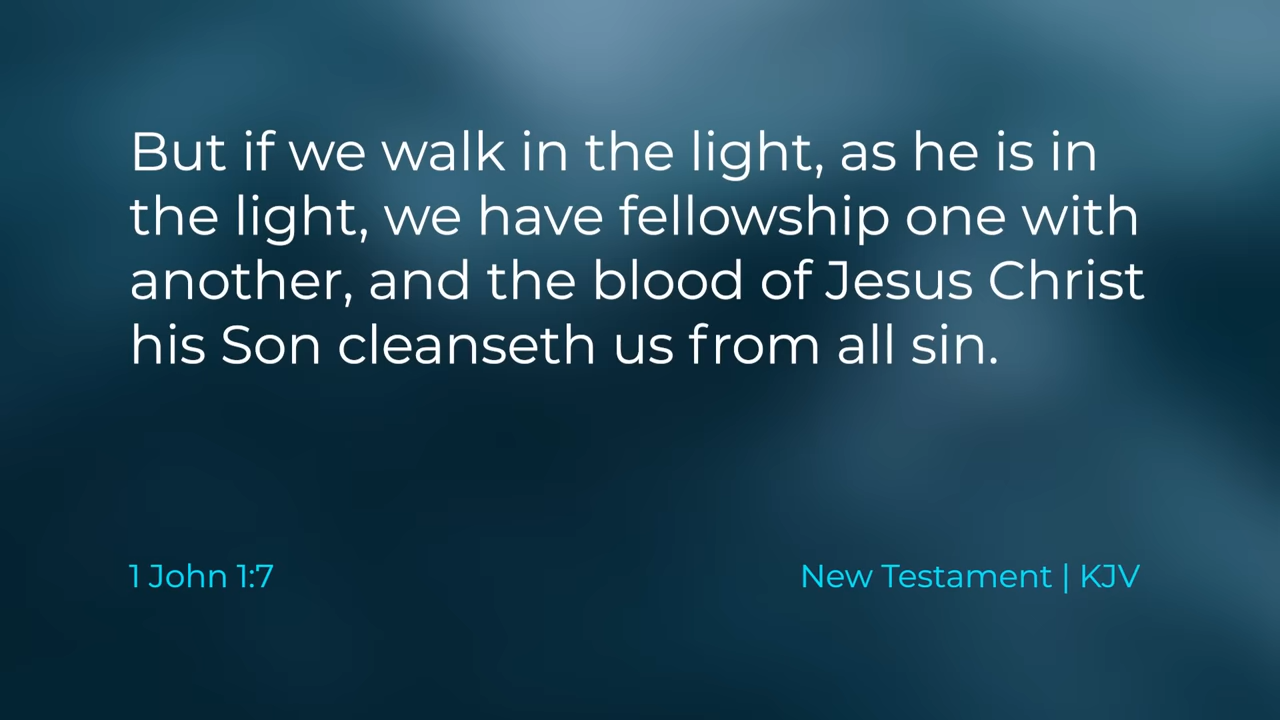 But if we walk in the light, as he is in
the light, we have fellowship one with
another, and the blood of Jesus Christ
his Son cleanseth us from all sin.
1 John 1:7
New Testament | KJV